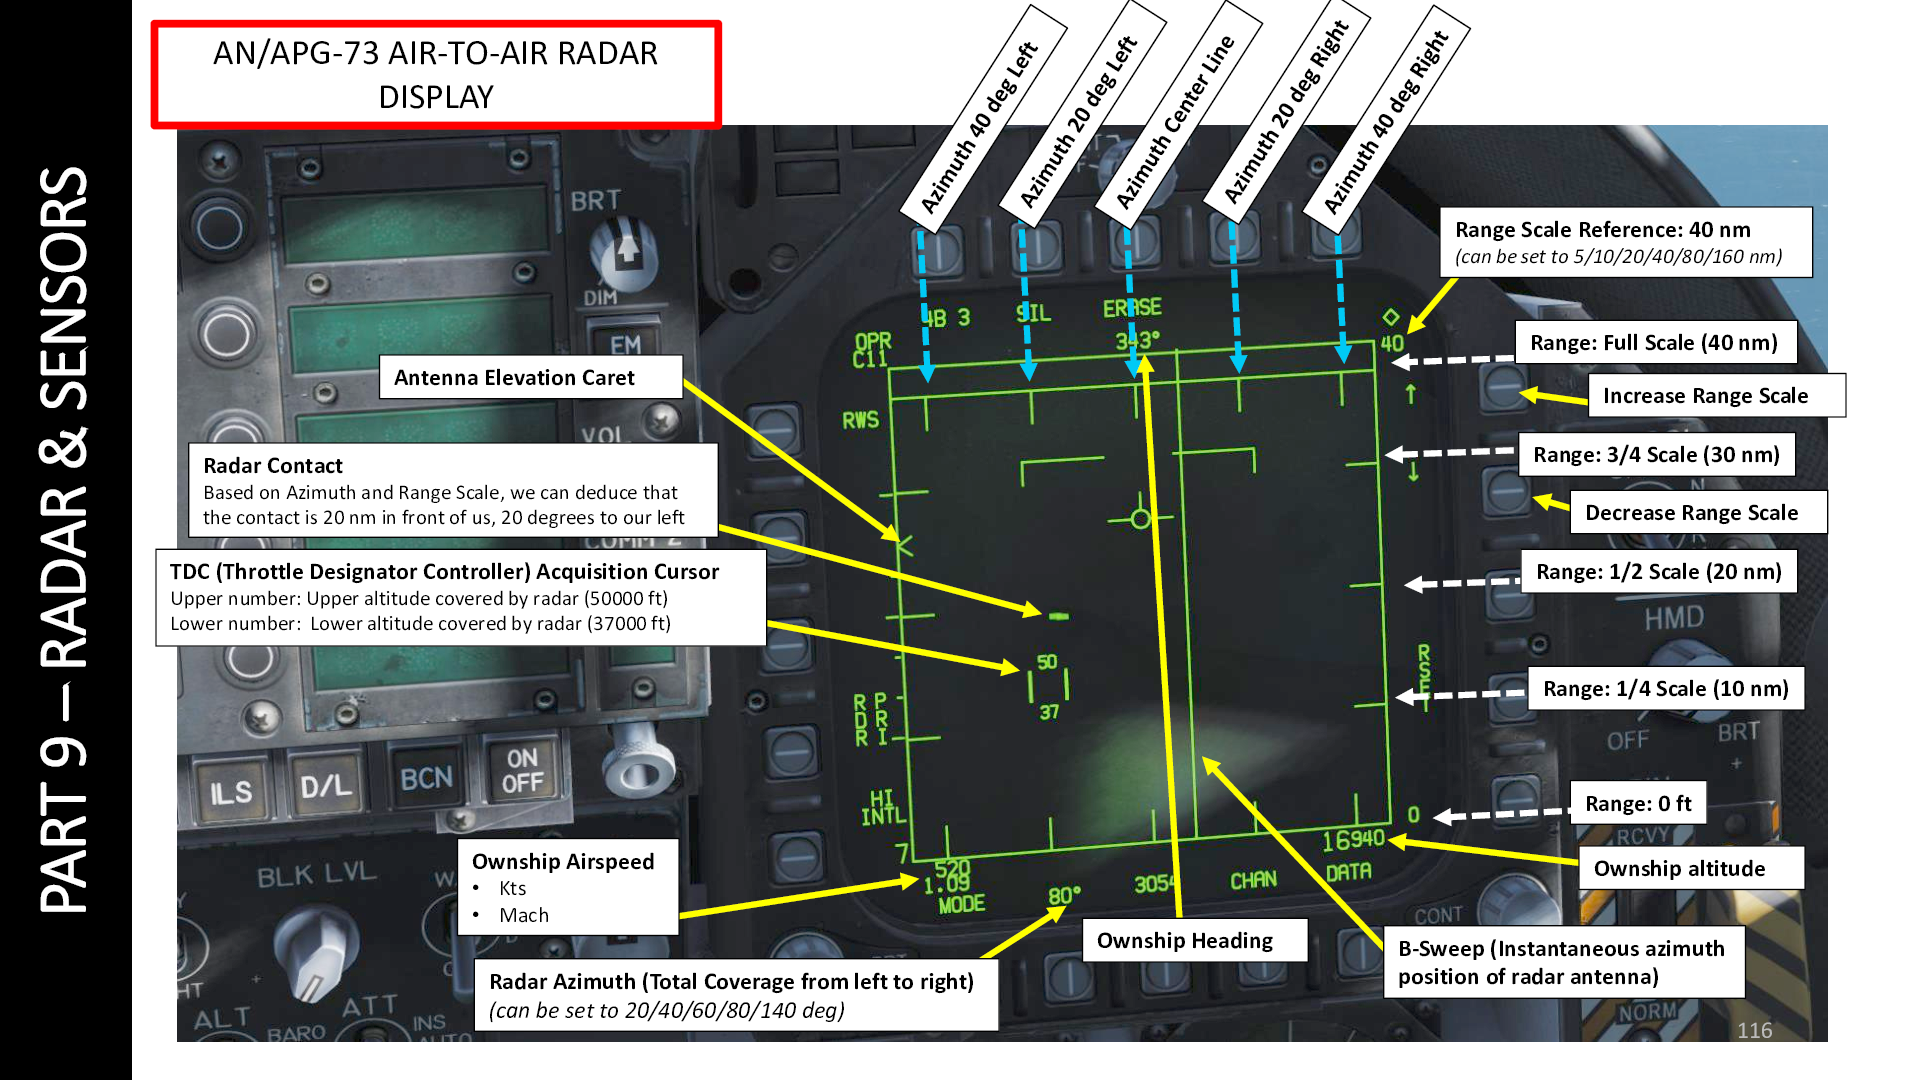 PART 9 – RADAR & SENSORS
AN/APG-73 AIR-TO-AIR RADAR
DISPLAY
Azimuth 40 deg Left
Azimuth 20 deg Left
Azimuth Center Line
Azimuth 20 deg Right
Azimuth 40 deg Right
Range Scale Reference: 40 nm
(can be set to 5/10/20/40/80/160 nm)
Range: Full Scale (40 nm)
Increase Range Scale
Range: 3/4 Scale (30 nm)
Decrease Range Scale
Range: 1/2 Scale (20 nm)
Range: 1/4 Scale (10 nm)
Range: 0 ft
Ownship altitude
Antenna Elevation Caret
Radar Contact
Based on Azimuth and Range Scale, we can deduce that
the contact is 20 nm in front of us, 20 degrees to our left
TDC (Throttle Designator Controller) Acquisition Cursor
Upper number: Upper altitude covered by radar (50000 ft)
Lower number: Lower altitude covered by radar (37000 ft)
Ownship Airspeed
• Kts
• Mach
Radar Azimuth (Total Coverage from left to right)
(can be set to 20/40/60/80/140 deg)
Ownship Heading
B-Sweep (Instantaneous azimuth
position of radar antenna)
BRT
DIM
EM
VOL
COMM 2
ILS
D/L
BCN
ON
OFF
BLK LVL
ALT
BARO
ATT
INS
AUTO
4B 3
SIL
ERASE
OPR
C11
343°
40
RWS
50
37
R P
D R
R I
HI
INTL
7
520
1.09
MODE
80°
3054
CHAN
DATA
16940
0
RSET
HMD
OFF
BRT
RCVY
CONT
NORM
116